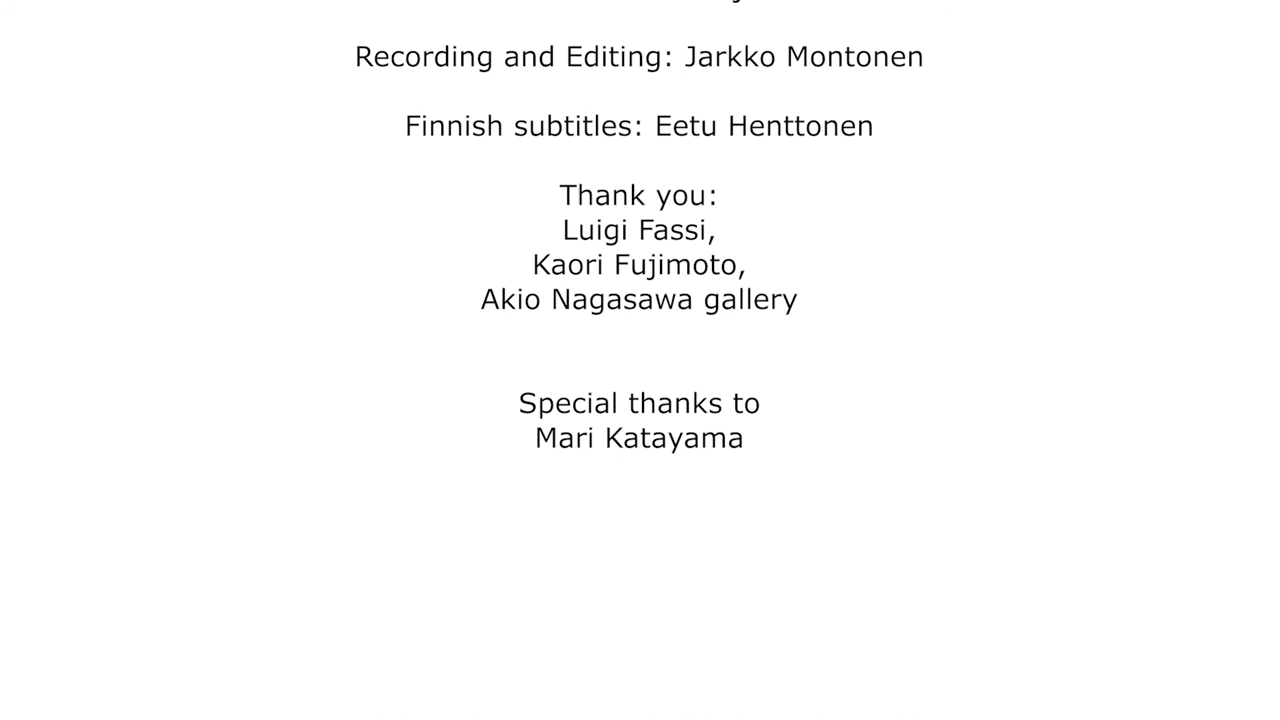 Recording and Editing: Jarkko Montonen
Finnish subtitles: Eetu Henttonen
Thank you:
Luigi Fassi,
Kaori Fujimoto,
Akio Nagasawa gallery
Special thanks to
Mari Katayama